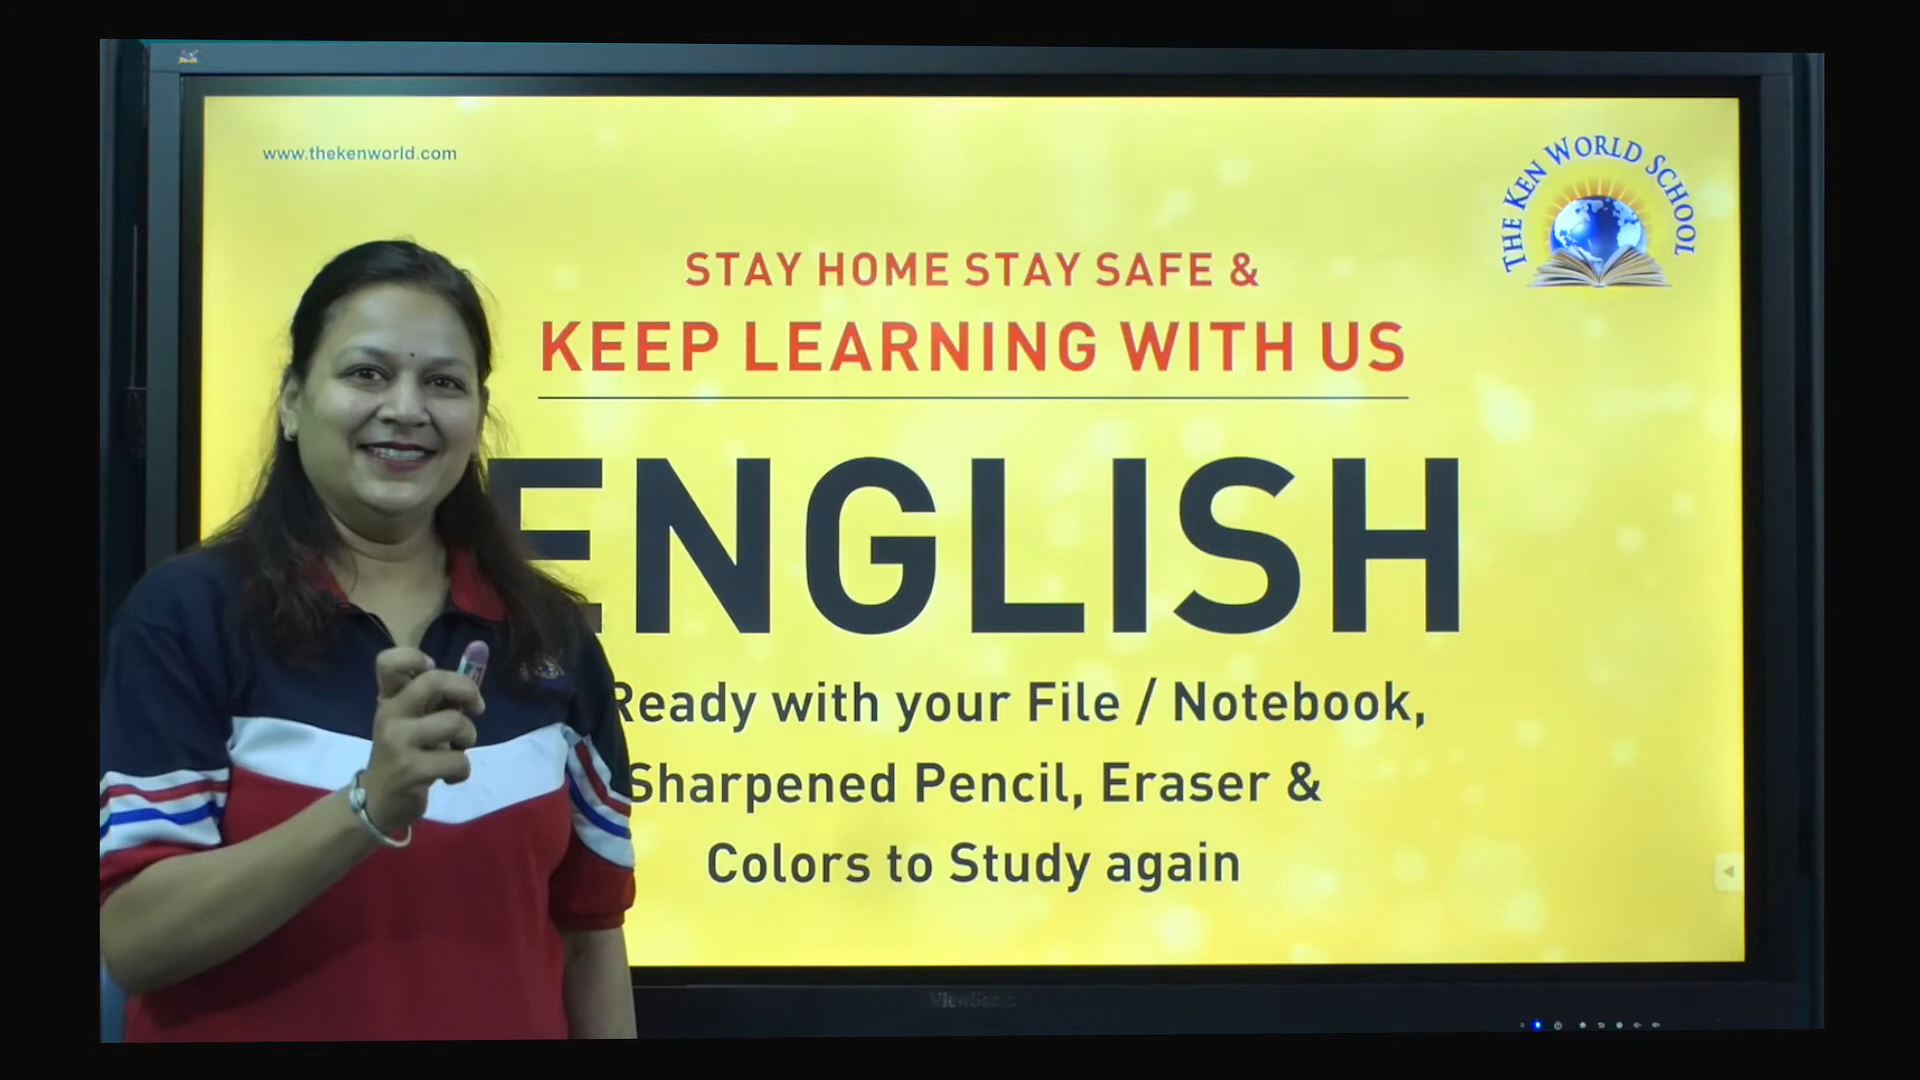 www.thekenworld.com
THE KEN WORLD SCHOOL
STAY HOME STAY SAFE &
KEEP LEARNING WITH US
ENGLISH
Ready with your File / Notebook,
Sharpened Pencil, Eraser &
Colors to Study again
ViewSonic